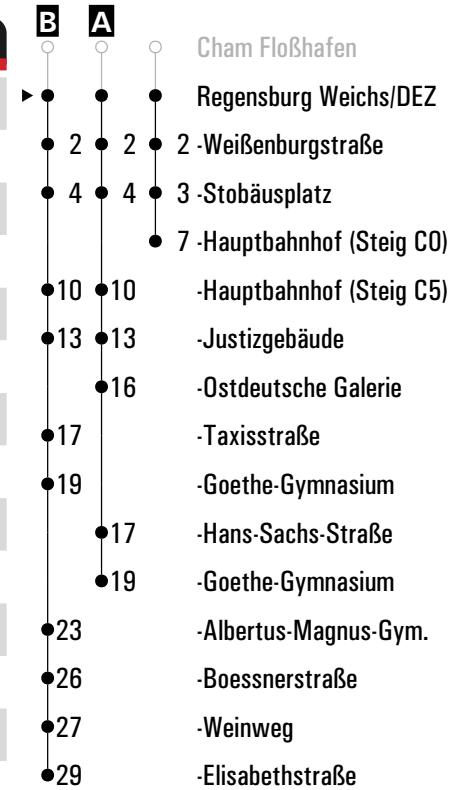 B A
Cham Floßhafen
Regensburg Weichs/DEZ
2 2 2 -Weißenburgstraße
4 4 3 -Stobäusplatz
7 -Hauptbahnhof (Steig C0)
10 10 -Hauptbahnhof (Steig C5)
13 13 -Justizgebäude
16 -Ostdeutsche Galerie
17 -Taxisstraße
19 -Goethe-Gymnasium
17 -Hans-Sachs-Straße
19 -Goethe-Gymnasium
23 -Albertus-Magnus-Gym.
26 -Boessnerstraße
27 -Weinweg
29 -Elisabethstraße